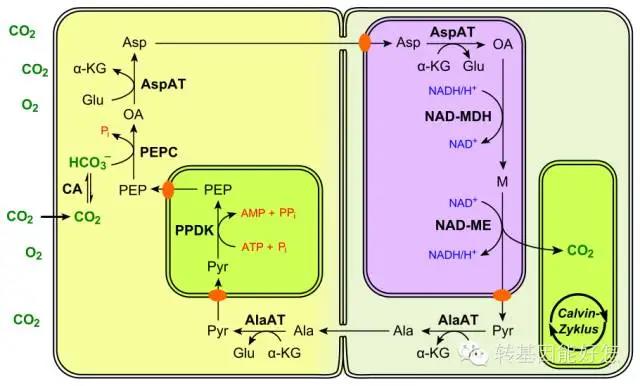 CO₂
CO₂
O₂
CO₂
O₂
CO₂
Asp
α-KG
AspAT
Glu
OA
Pi
PEPC
HCO₃⁻
CA
PEP
CO₂
PEP
AMP + PPi
PPDK
ATP + Pi
Pyr
Pyr
AlaAT
Glu
α-KG
Ala
Asp
AspAT
OA
α-KG
Glu
NADH/H⁺
NAD-MDH
NAD⁺
M
NAD⁺
NAD-ME
NADH/H⁺
CO₂
Calvin-
Zyklus
Ala
AlaAT
Pyr
α-KG
转基因能好使